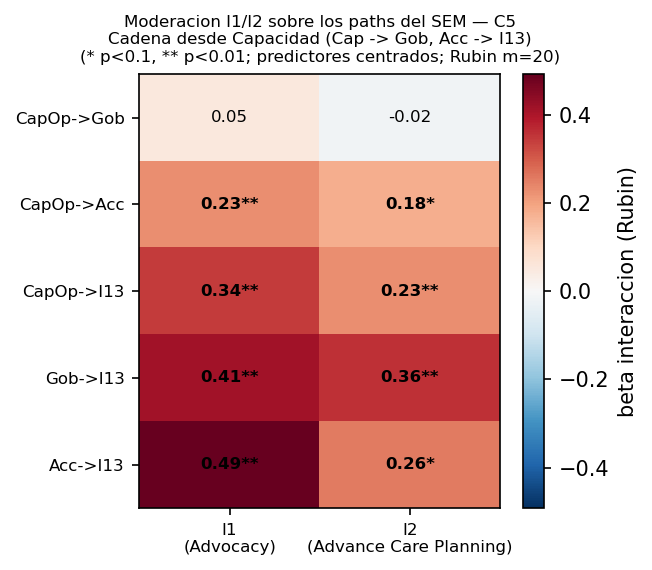 Moderacion I1/I2 sobre los paths del SEM — C5
Cadena desde Capacidad (Cap -> Gob, Acc -> I13)
(* p<0.1, ** p<0.01; predictores centrados; Rubin m=20)
CapOp->Gob 0.05 -0.02
CapOp->Acc 0.23** 0.18*
CapOp->I13 0.34** 0.23**
Gob->I13 0.41** 0.36**
Acc->I13 0.49** 0.26*
I1 I2
(Advocacy) (Advance Care Planning)
0.4
0.2
0.0
−0.2
−0.4
beta interaccion (Rubin)